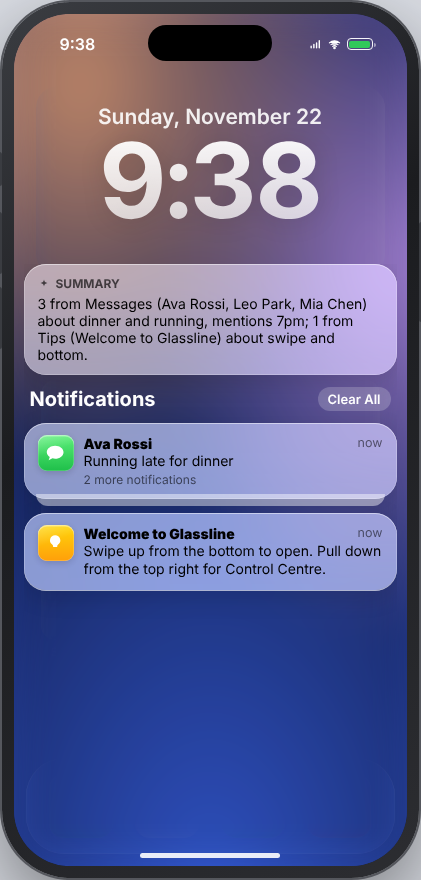 9:38
Sunday, November 22
9:38
SUMMARY
3 from Messages (Ava Rossi, Leo Park, Mia Chen)
about dinner and running, mentions 7pm; 1 from
Tips (Welcome to Glassline) about swipe and
bottom.
Notifications
Clear All
Ava Rossi
now
Running late for dinner
2 more notifications
Welcome to Glassline
now
Swipe up from the bottom to open. Pull down
from the top right for Control Centre.